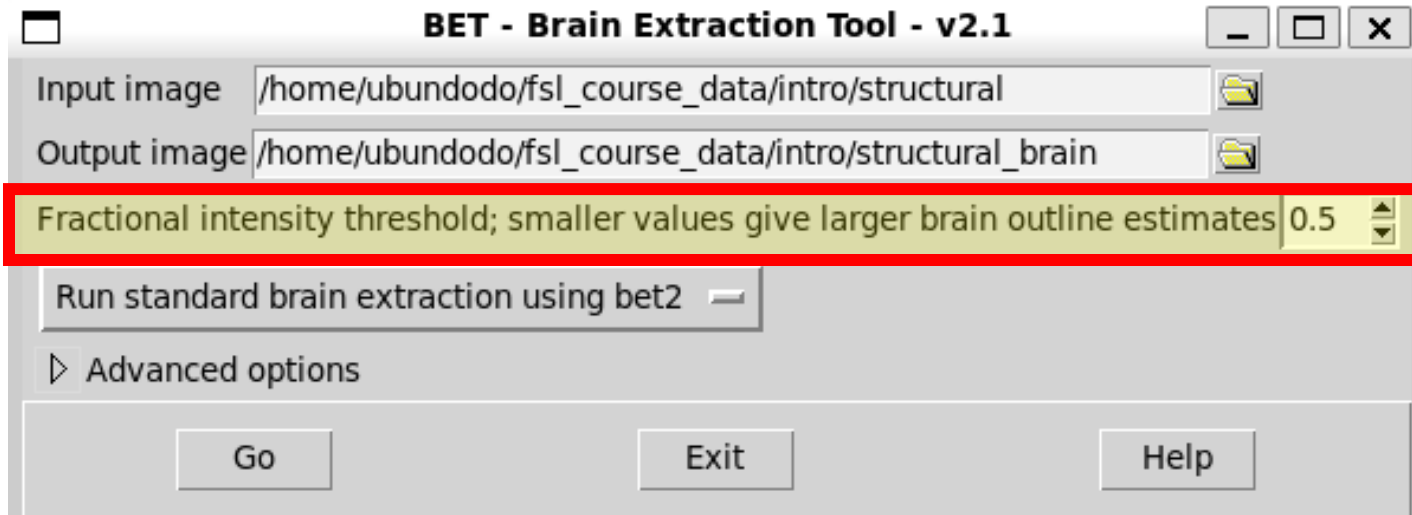 BET - Brain Extraction Tool - v2.1
Input image /home/ubundodo/fsl_course_data/intro/structural
Output image /home/ubundodo/fsl_course_data/intro/structural_brain
Fractional intensity threshold; smaller values give larger brain outline estimates 0.5
Run standard brain extraction using bet2
Advanced options
Go Exit Help